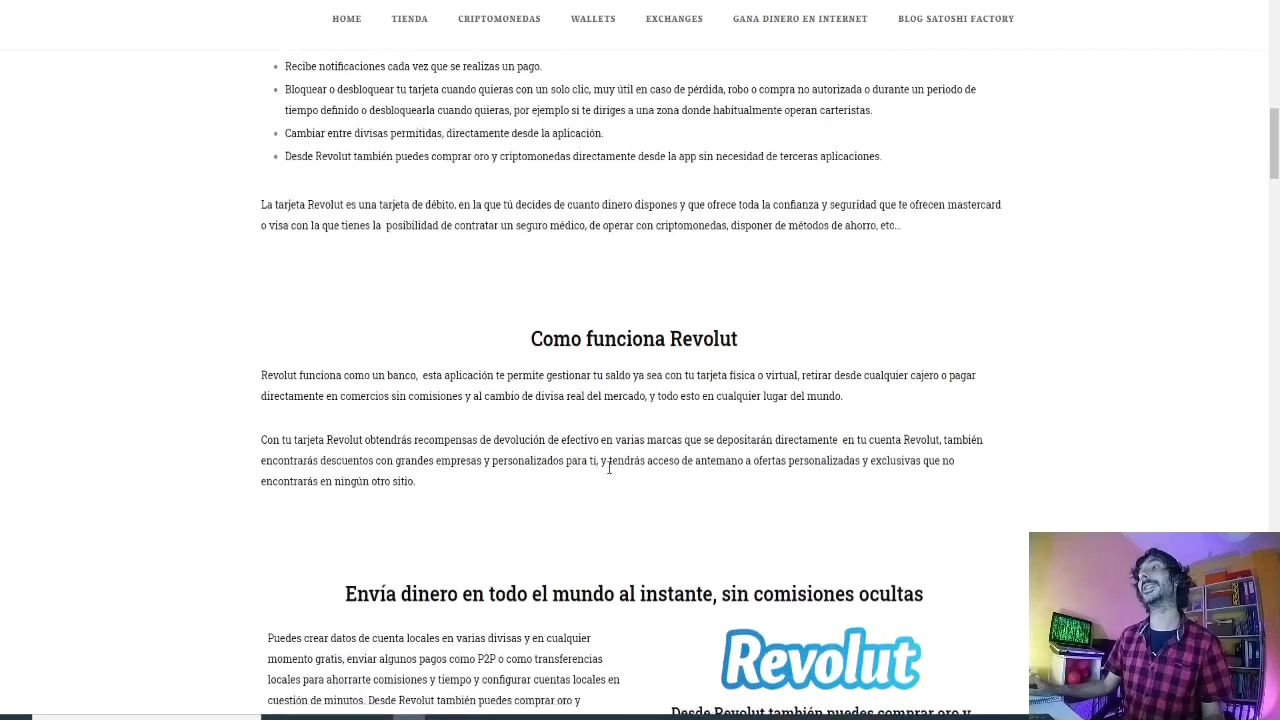 HOME TIENDA CRIPTOMONEDAS WALLETS EXCHANGES GANA DINERO EN INTERNET BLOG SATOSHI FACTORY
Recibe notificaciones cada vez que se realizas un pago.
Bloquear o desbloquear tu tarjeta cuando quieras con un solo clic, muy útil en caso de pérdida, robo o compra no autorizada o durante un periodo de
tiempo definido o desbloquearla cuando quieras, por ejemplo si te diriges a una zona donde habitualmente operan carteristas.
Cambiar entre divisas permitidas, directamente desde la aplicación.
Desde Revolut también puedes comprar oro y criptomonedas directamente desde la app sin necesidad de terceras aplicaciones.
La tarjeta Revolut es una tarjeta de débito, en la que tú decides de cuanto dinero dispones y que ofrece toda la confianza y seguridad que te ofrecen mastercard
o visa con la que tienes la posibilidad de contratar un seguro médico, de operar con criptomonedas, disponer de métodos de ahorro, etc...
Como funciona Revolut
Revolut funciona como un banco, esta aplicación te permite gestionar tu saldo ya sea con tu tarjeta física o virtual, retirar desde cualquier cajero o pagar
directamente en comercios sin comisiones y al cambio de divisa real del mercado, y todo esto en cualquier lugar del mundo.
Con tu tarjeta Revolut obtendrás recompensas de devolución de efectivo en varias marcas que se depositarán directamente en tu cuenta Revolut, también
encontrarás descuentos con grandes empresas y personalizados para ti, y tendrás acceso de antemano a ofertas personalizadas y exclusivas que no
encontrarás en ningún otro sitio.
Envía dinero en todo el mundo al instante, sin comisiones ocultas
Puedes crear datos de cuenta locales en varias divisas y en cualquier
momento gratis, enviar algunos pagos como P2P o como transferencias
locales para ahorrarte comisiones y tiempo y configurar cuentas locales en
cuestión de minutos. Desde Revolut también puedes comprar oro y
Revolut
Desde Revolut también puedes comprar oro y